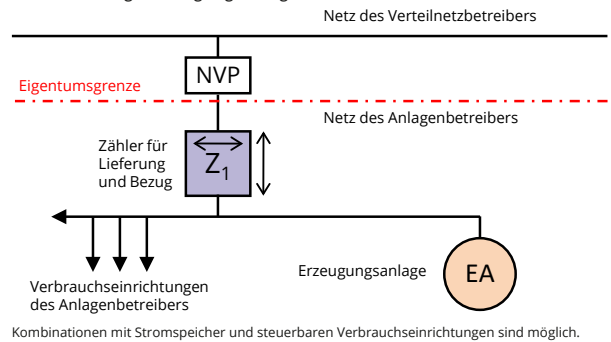 Netz des Verteilnetzbetreibers
NVP
Eigentumsgrenze
Netz des Anlagenbetreibers
Zähler für
Lieferung
und Bezug
Z1
Erzeugungsanlage
EA
Verbrauchseinrichtungen
des Anlagenbetreibers
Kombinationen mit Stromspeicher und steuerbaren Verbrauchseinrichtungen sind möglich.